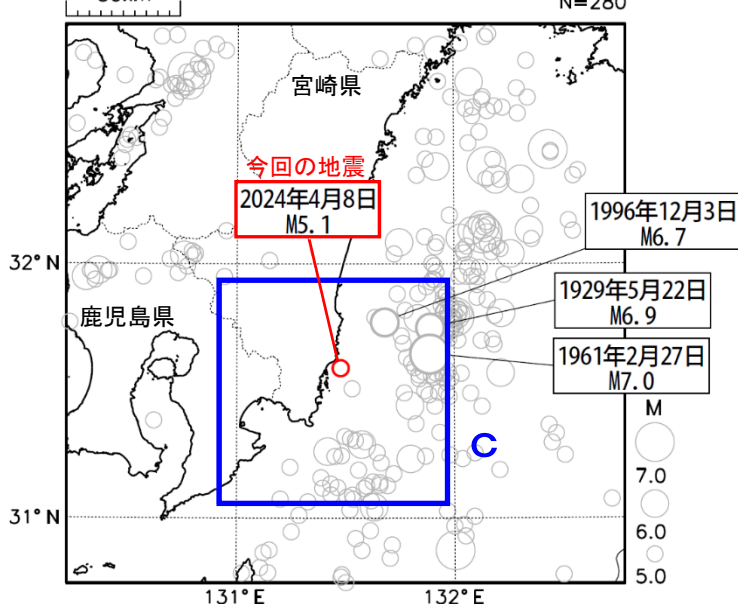 N=280
宮崎県
今回の地震
2024年4月8日
M5.1
1996年12月3日
M6.7
32°N
1929年5月22日
M6.9
鹿児島県
1961年2月27日
M7.0
M
C
7.0
31°N
6.0
5.0
131°E
132°E